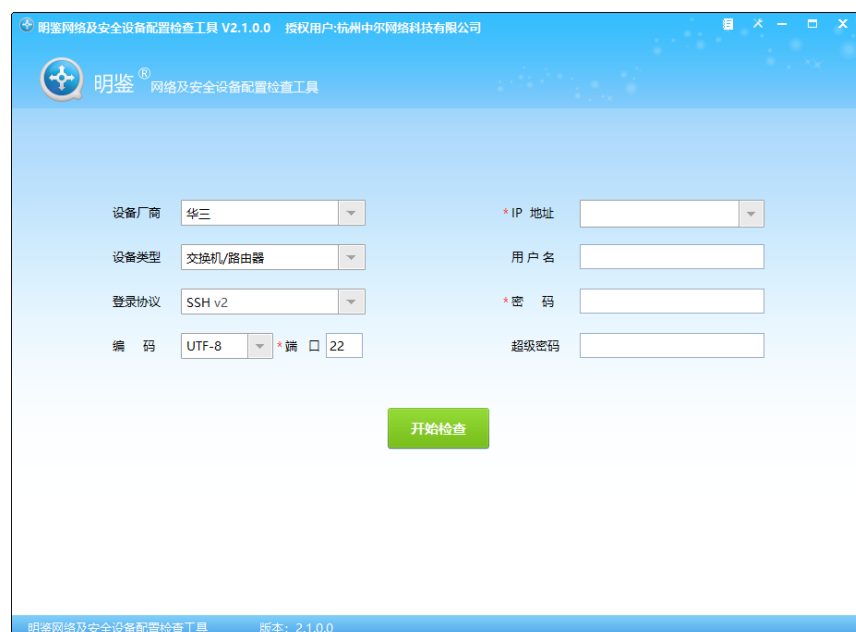 明鉴网络及安全设备配置检查工具 V2.1.0.0 授权用户:杭州中尔网络科技有限公司
明鉴®网络及安全设备配置检查工具
设备厂商 华三 *IP 地址
设备类型 交换机/路由器 用户名
登录协议 SSH v2 *密 码
编 码 UTF-8 *端 口 22 超级密码
开始检查
明鉴网络及安全设备配置检查工具 版本：2.1.0.0